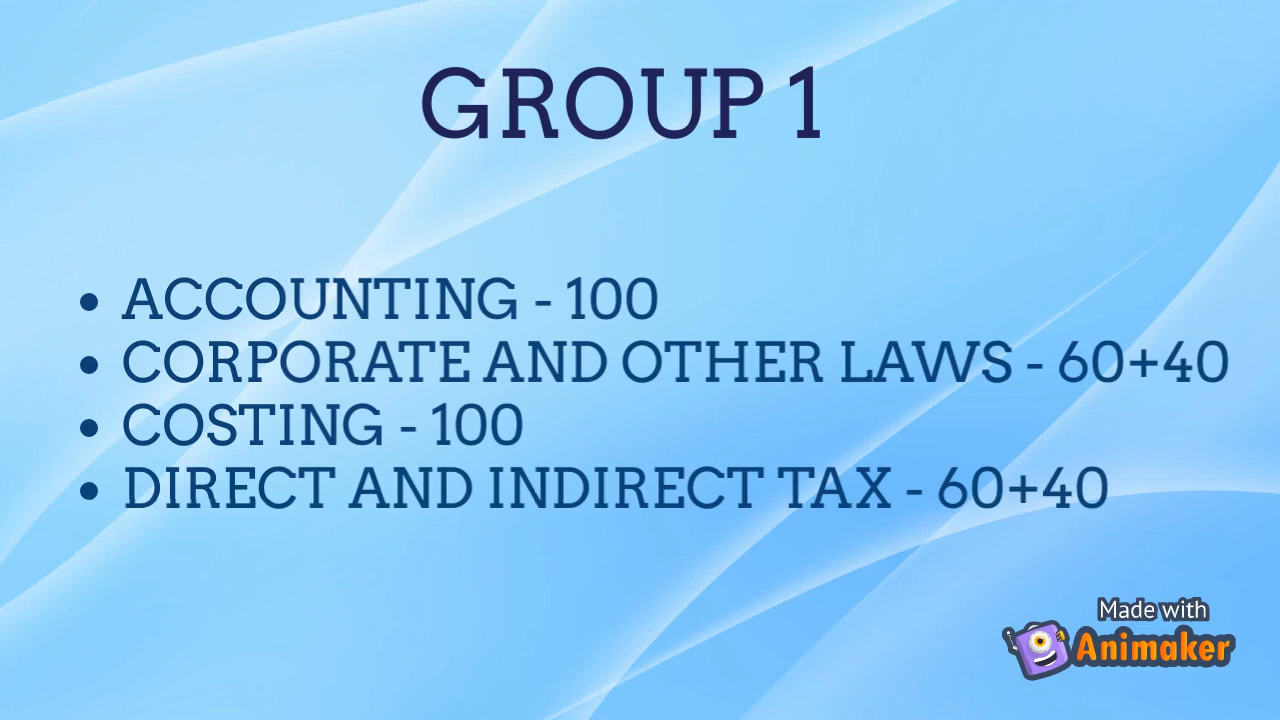 GROUP 1
• ACCOUNTING - 100
• CORPORATE AND OTHER LAWS - 60+40
• COSTING - 100
• DIRECT AND INDIRECT TAX - 60+40
Made with
Animaker